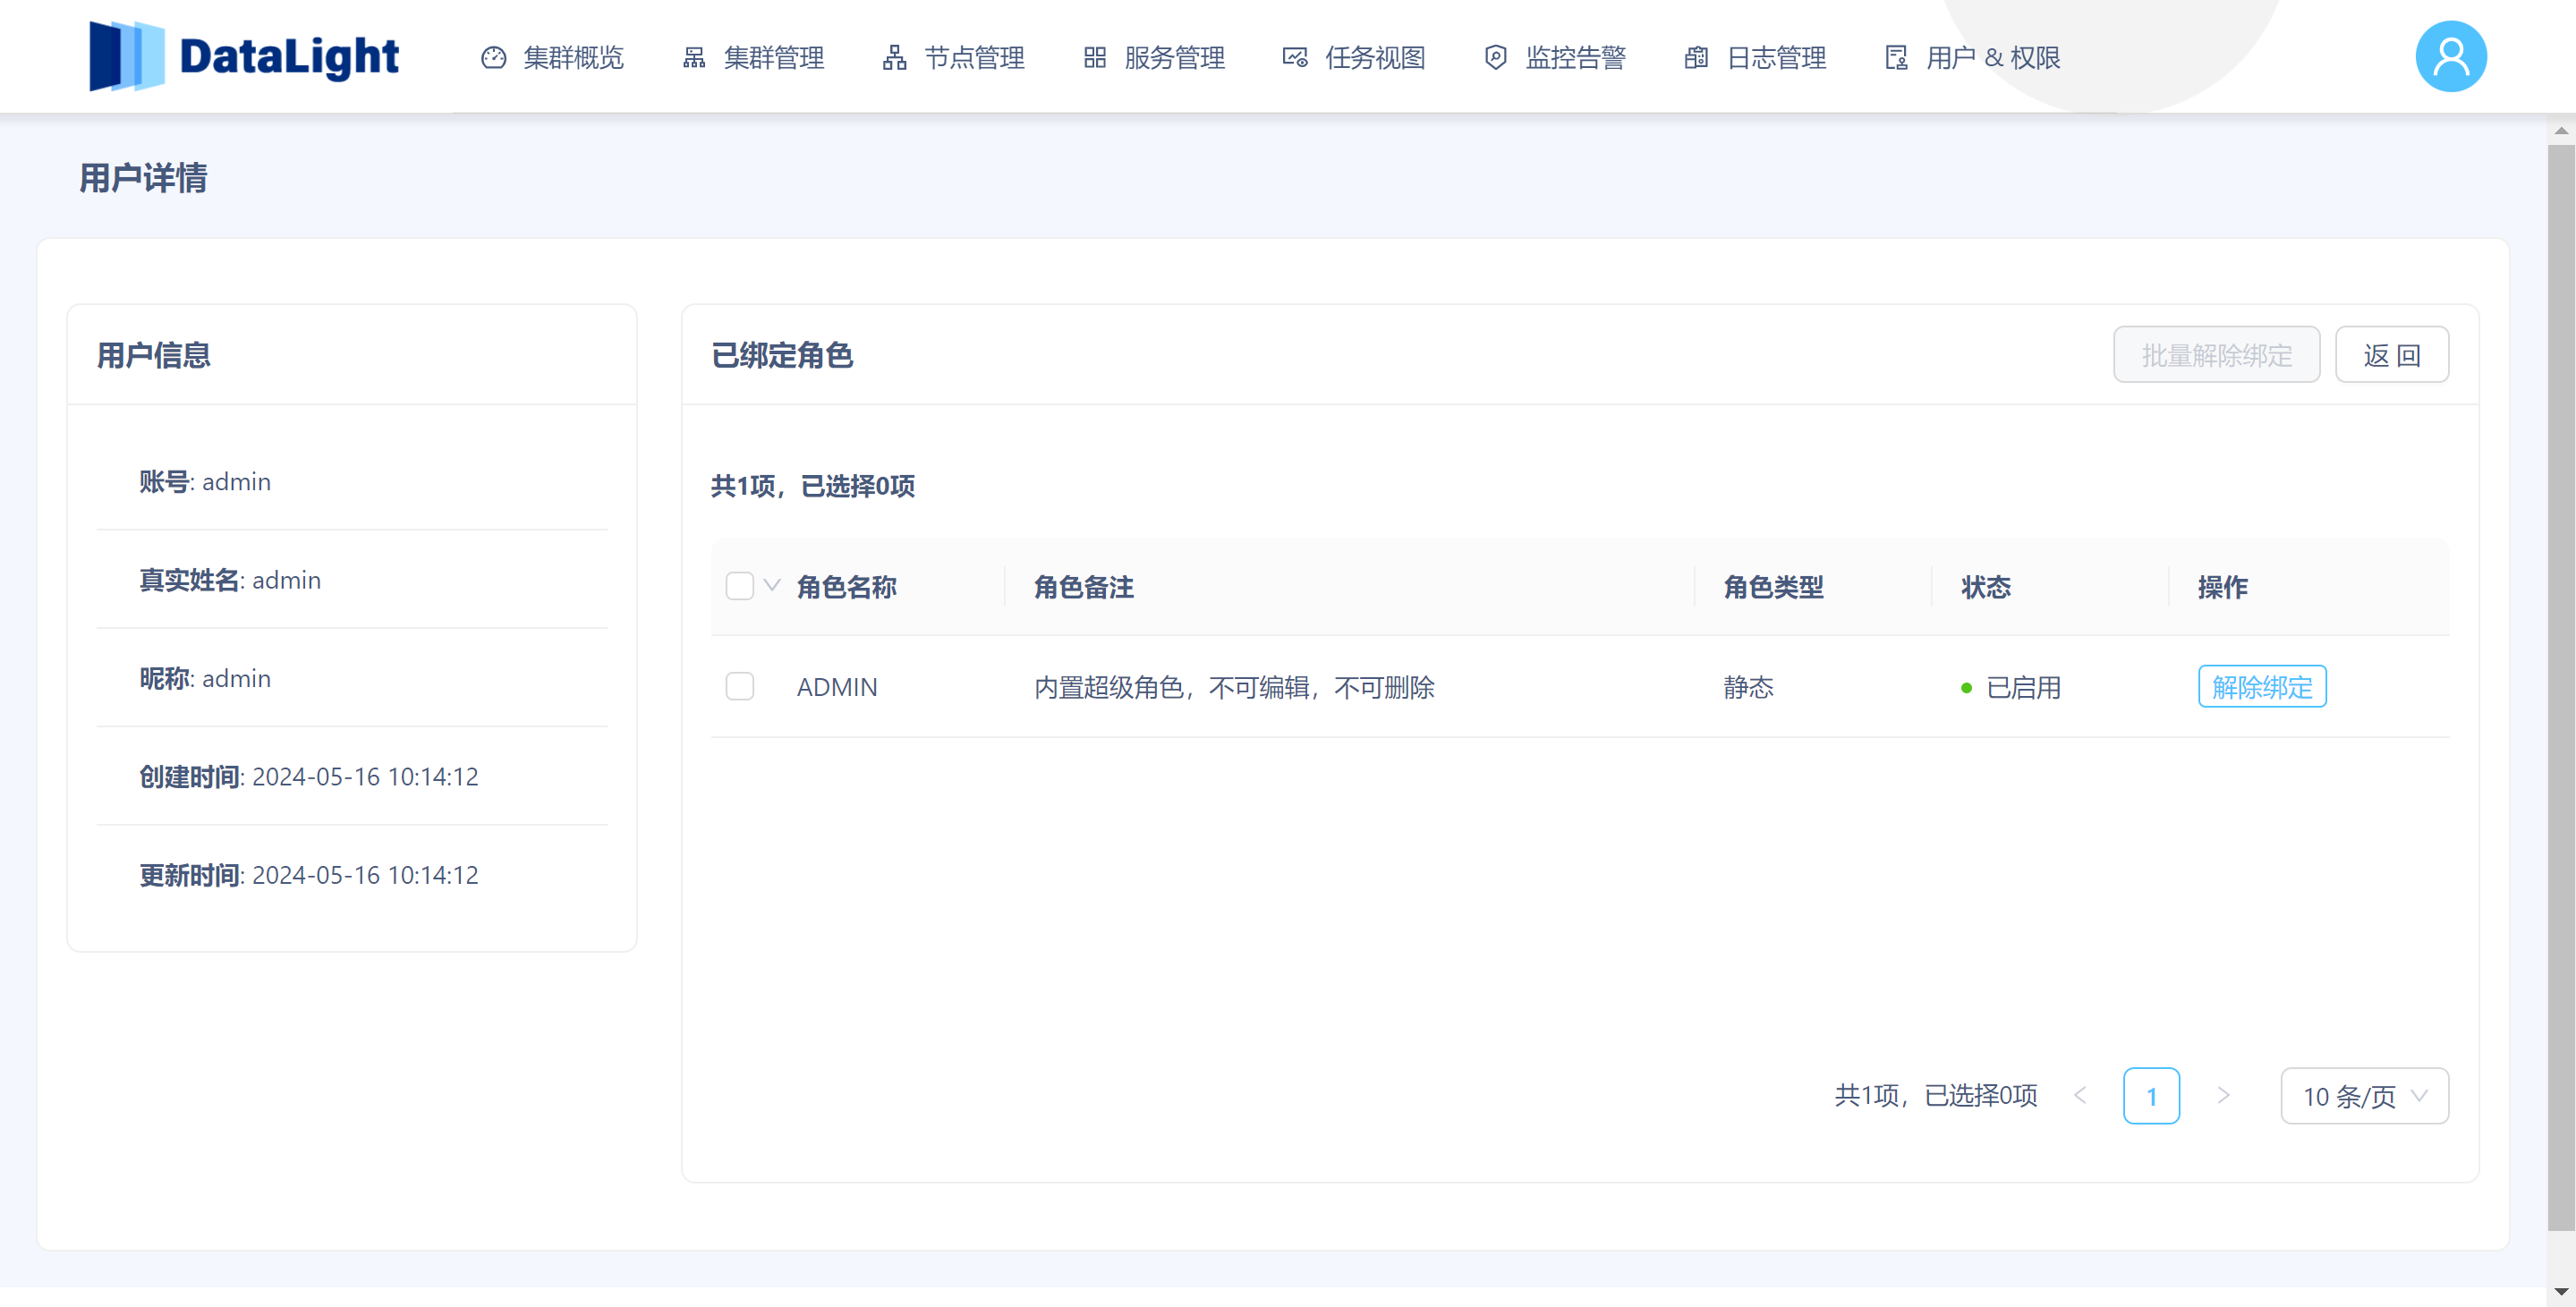 DataLight 集群概览 集群管理 节点管理 服务管理 任务视图 监控告警 日志管理 用户 & 权限
用户详情
用户信息
账号: admin
真实姓名: admin
昵称: admin
创建时间: 2024-05-16 10:14:12
更新时间: 2024-05-16 10:14:12
已绑定角色 批量解除绑定 返 回
共1项，已选择0项
角色名称 角色备注 角色类型 状态 操作
ADMIN 内置超级角色，不可编辑，不可删除 静态 已启用 解除绑定
共1项，已选择0项 1 10 条/页